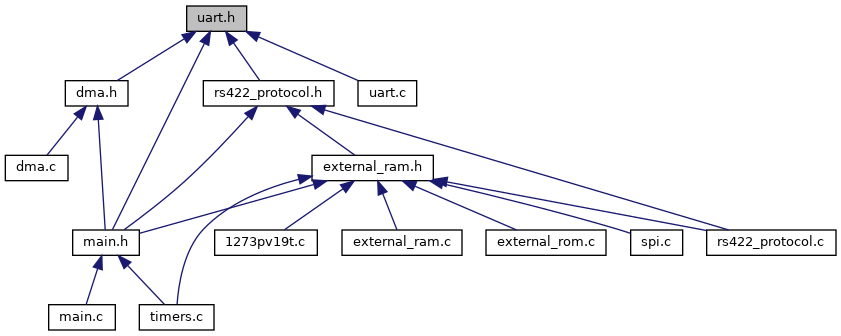 uart.h
dma.h
rs422_protocol.h
uart.c
dma.c
external_ram.h
main.h
1273pv19t.c
external_ram.c
external_rom.c
spi.c
rs422_protocol.c
main.c
timers.c